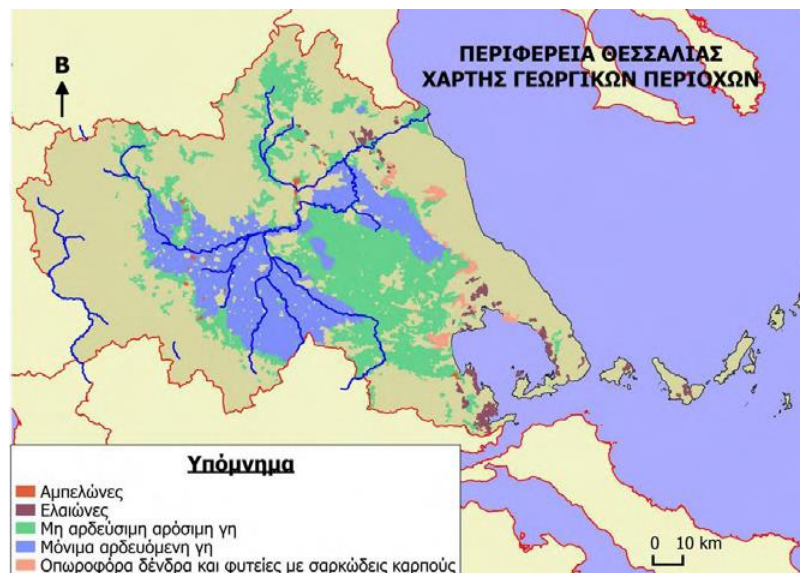 ΠΕΡΙΦΕΡΕΙΑ ΘΕΣΣΑΛΙΑΣ
ΧΑΡΤΗΣ ΓΕΩΡΓΙΚΩΝ ΠΕΡΙΟΧΩΝ
Β
Υπόμνημα
Αμπελώνες
Ελαιώνες
Μη αρδεύσιμη αρόσιμη γη
Μόνιμα αρδευόμενη γη
Οπωροφόρα δένδρα και φυτείες με σαρκώδεις καρπούς
0 10 km